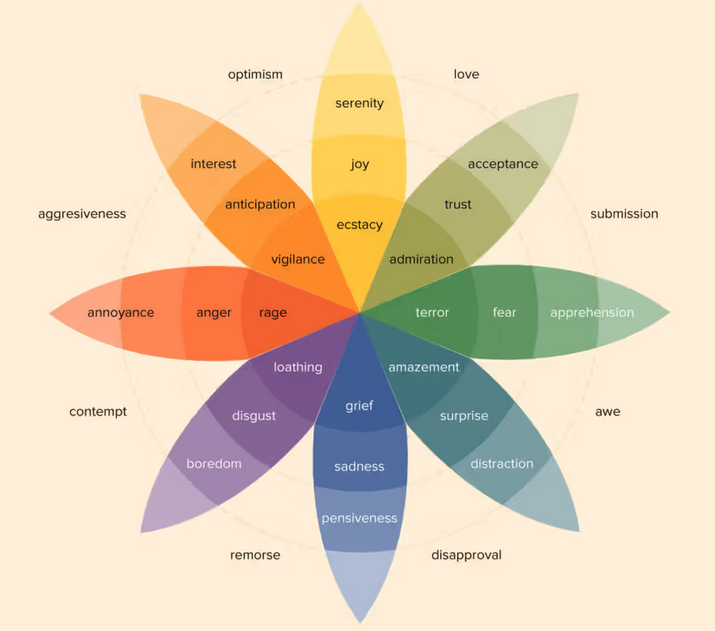 optimism
love
serenity
interest
joy
acceptance
anticipation
trust
aggresiveness
submission
ecstacy
vigilance
admiration
annoyance
anger
rage
terror
fear
apprehension
loathing
amazement
contempt
disgust
grief
surprise
awe
boredom
sadness
distraction
pensiveness
remorse
disapproval